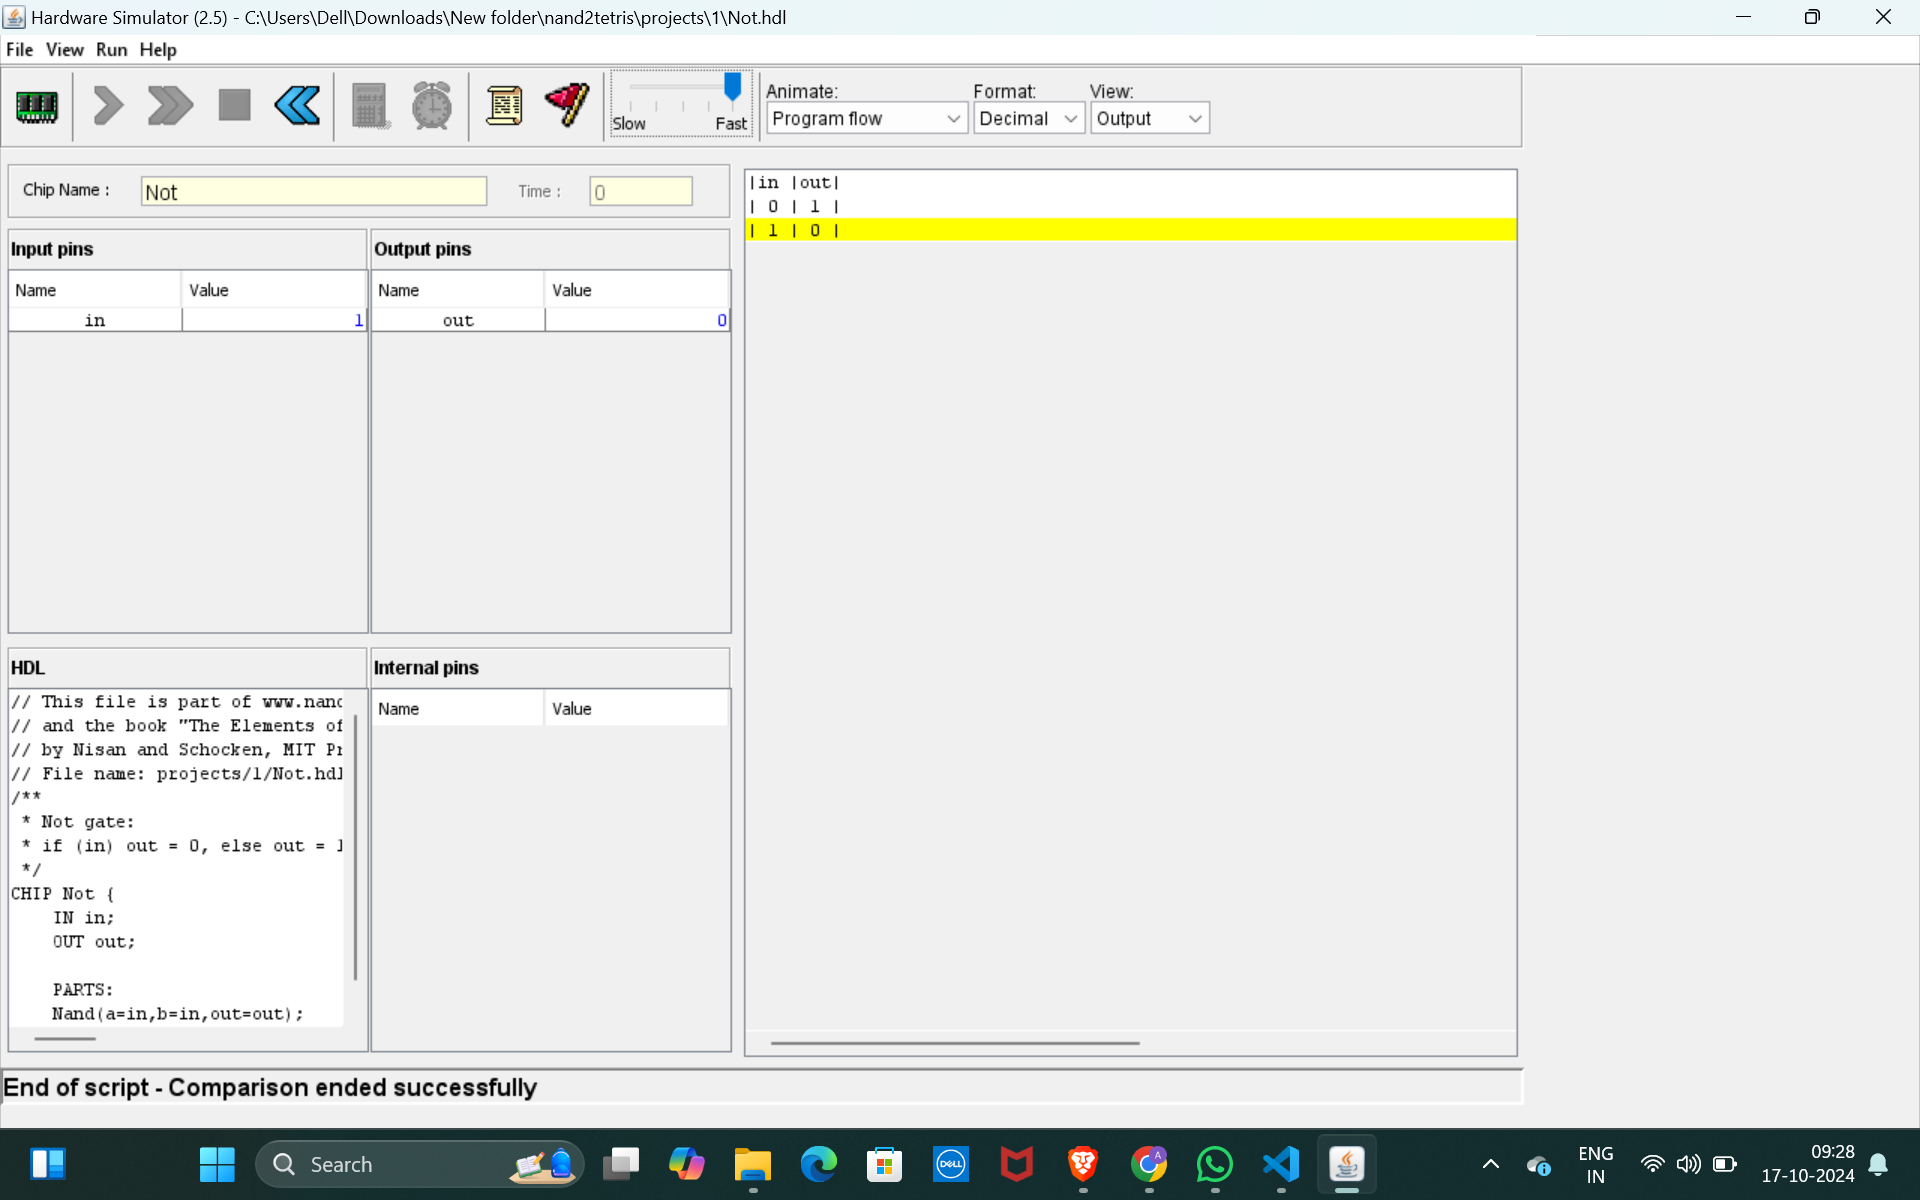 Hardware Simulator (2.5) - C:\Users\Dell\Downloads\New folder\nand2tetris\projects\1\Not.hdl
File View Run Help
Slow Fast
Animate: Format: View:
Program flow Decimal Output
Chip Name : Not Time : 0
Input pins
Name Value
in 1
Output pins
Name Value
out 0
|in |out|
| 0 | 1 |
| 1 | 0 |
HDL
// This file is part of www.nand
// and the book "The Elements of
// by Nisan and Schocken, MIT Pr
// File name: projects/1/Not.hdl
/**
* Not gate:
* if (in) out = 0, else out = 1
*/
CHIP Not {
IN in;
OUT out;
PARTS:
Nand(a=in,b=in,out=out);
Internal pins
Name Value
End of script - Comparison ended successfully
Search
DELL
A
ENG
IN
09:28
17-10-2024